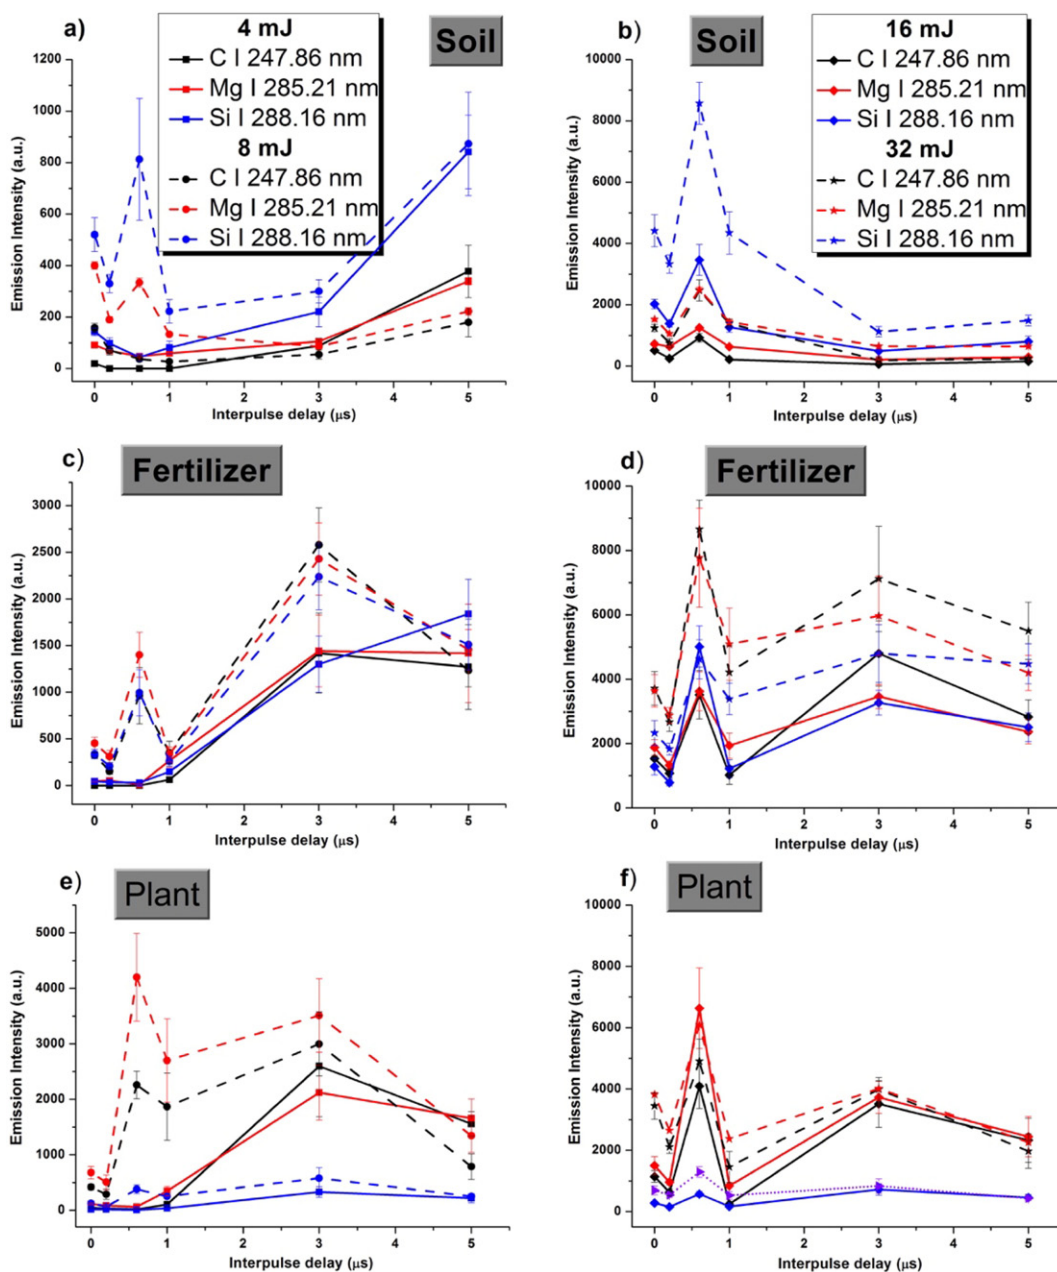 a)
Soil
4 mJ
C I 247.86 nm
Mg I 285.21 nm
Si I 288.16 nm
8 mJ
C I 247.86 nm
Mg I 285.21 nm
Si I 288.16 nm
Emission Intensity (a.u.)
1200
1000
800
600
400
200
0
0 1 2 3 4 5
Interpulse delay (μs)
b)
Soil
16 mJ
C I 247.86 nm
Mg I 285.21 nm
Si I 288.16 nm
32 mJ
C I 247.86 nm
Mg I 285.21 nm
Si I 288.16 nm
Emission Intensity (a.u.)
10000
8000
6000
4000
2000
0
0 1 2 3 4 5
Interpulse delay (μs)
c)
Fertilizer
Emission Intensity (a.u.)
3000
2500
2000
1500
1000
500
0
0 1 2 3 4 5
Interpulse delay (μs)
d)
Fertilizer
Emission Intensity (a.u.)
10000
8000
6000
4000
2000
0
0 1 2 3 4 5
Interpulse delay (μs)
e)
Plant
Emission Intensity (a.u.)
5000
4000
3000
2000
1000
0
0 1 2 3 4 5
Interpulse delay (μs)
f)
Plant
Emission Intensity (a.u.)
10000
8000
6000
4000
2000
0
0 1 2 3 4 5
Interpulse delay (μs)